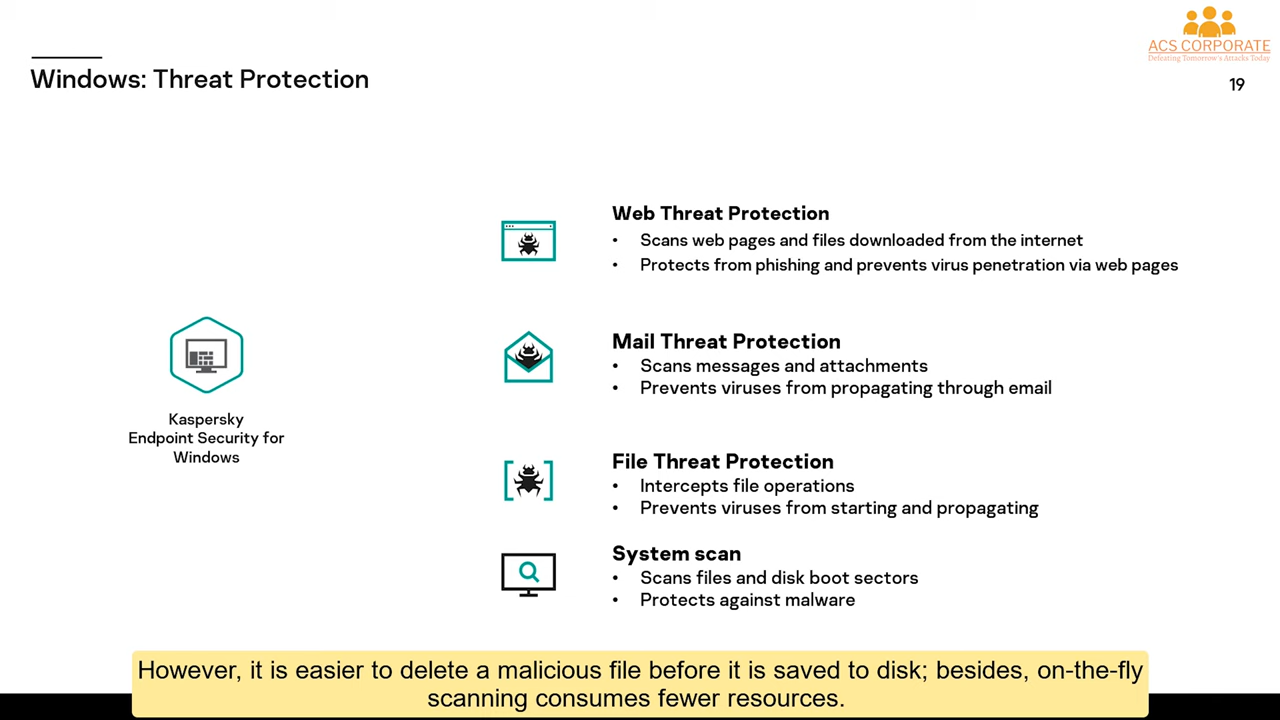 ACS CORPORATE
Defeating Tomorrow's Attacks Today
Windows: Threat Protection
19
Web Threat Protection
• Scans web pages and files downloaded from the internet
• Protects from phishing and prevents virus penetration via web pages
Mail Threat Protection
• Scans messages and attachments
• Prevents viruses from propagating through email
Kaspersky
Endpoint Security for
Windows
File Threat Protection
• Intercepts file operations
• Prevents viruses from starting and propagating
System scan
• Scans files and disk boot sectors
• Protects against malware
However, it is easier to delete a malicious file before it is saved to disk; besides, on-the-fly
scanning consumes fewer resources.